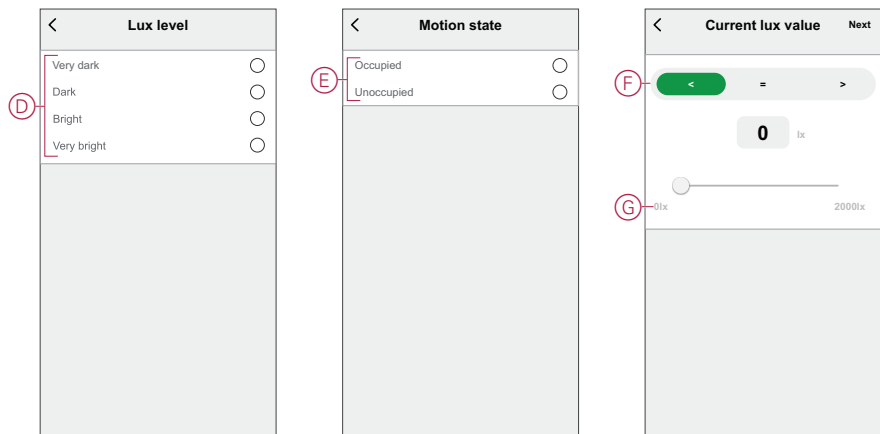 Lux level
D
Very dark
Dark
Bright
Very bright
Motion state
E
Occupied
Unoccupied
Current lux value Next
F
< = >
0 lx
G
0lx 2000lx